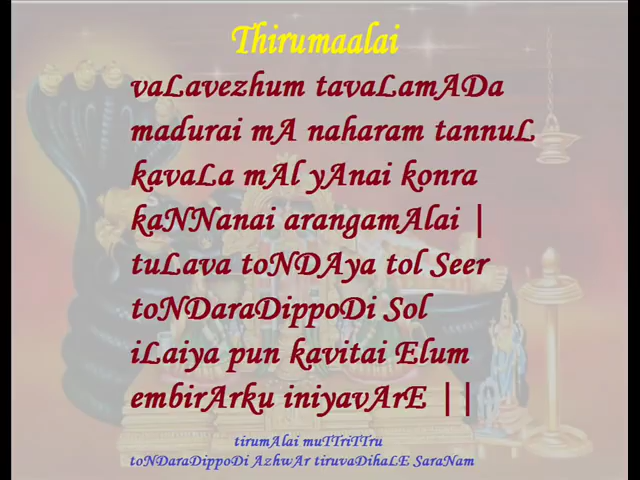 Thirumaalai
vaLavezhum tavaLamADa
madurai mA naharam tannuL
kavaLa mAl yAnai konra
kaNNanai arangamAlai |
tuLava toNDAya tol Seer
toNDaraDippoDi Sol
iLaiya pun kavitai Elum
embirArku iniyavArE ||
tirumAlai muTTriTTru
toNDaraDippoDi AzhwAr tiruvaDihaLE SaraNam